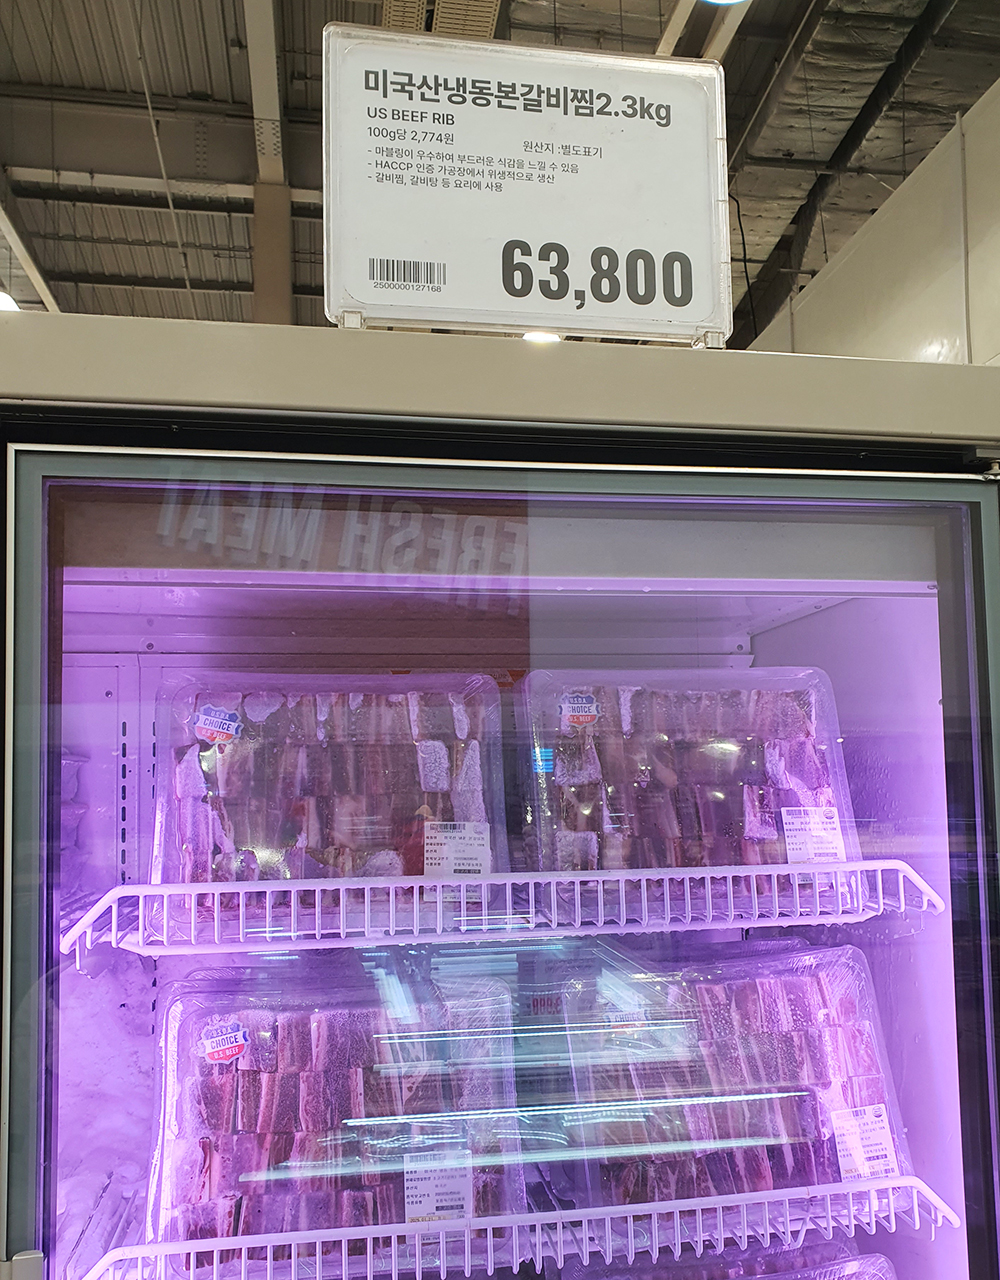 미국산냉동본갈비찜2.3kg
US BEEF RIB
100g당 2,774원
원산지 :별도표기
- 마블링이 우수하여 부드러운 식감을 느낄 수 있음
- HACCP 인증 가공장에서 위생적으로 생산
- 갈비찜, 갈비탕 등 요리에 사용
63,800
2500000127168
FRESH MEAT
U.S.D.A
CHOICE
U.S. BEEF
U.S.D.A
CHOICE
U.S. BEEF
U.S.D.A
CHOICE
U.S. BEEF